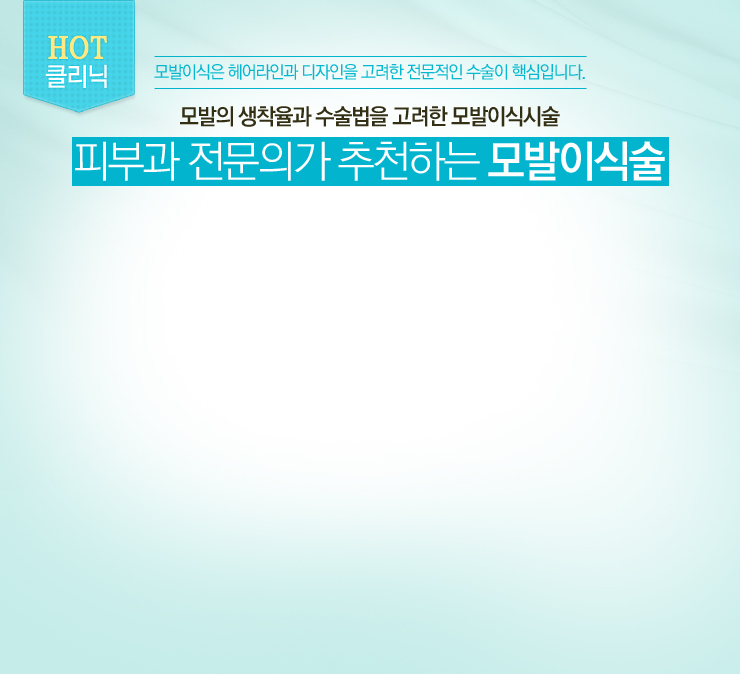 HOT
클리닉
모발이식은 헤어라인과 디자인을 고려한 전문적인 수술이 핵심입니다.
모발의 생착율과 수술법을 고려한 모발이식시술
피부과 전문의가 추천하는 모발이식술